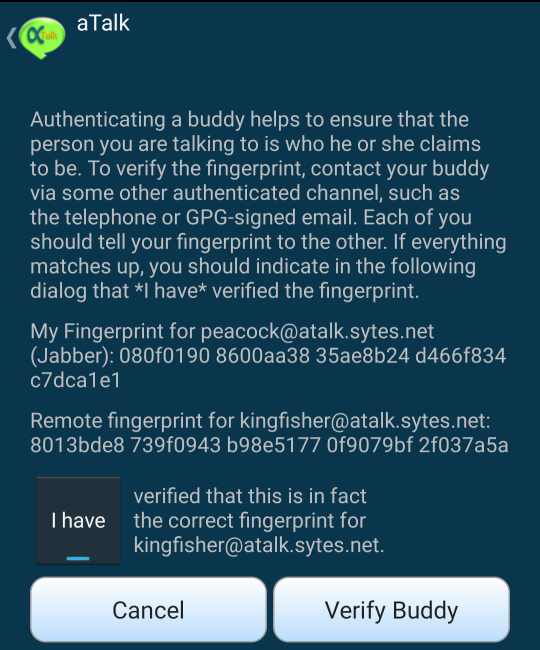 aTalk
αTalk
Authenticating a buddy helps to ensure that the
person you are talking to is who he or she claims
to be. To verify the fingerprint, contact your buddy
via some other authenticated channel, such as
the telephone or GPG-signed email. Each of you
should tell your fingerprint to the other. If everything
matches up, you should indicate in the following
dialog that *I have* verified the fingerprint.
My Fingerprint for peacock@atalk.sytes.net
(Jabber): 080f0190 8600aa38 35ae8b24 d466f834
c7dca1e1
Remote fingerprint for kingfisher@atalk.sytes.net:
8013bde8 739f0943 b98e5177 0f9079bf 2f037a5a
I have
verified that this is in fact
the correct fingerprint for
kingfisher@atalk.sytes.net.
Cancel
Verify Buddy